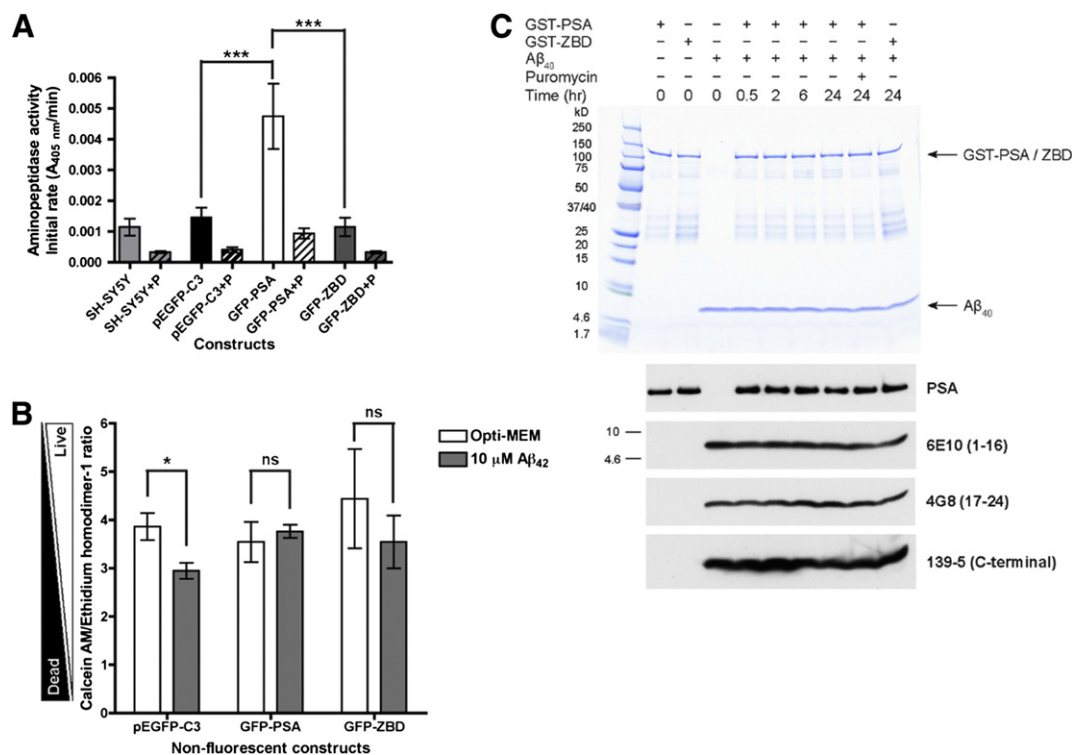 A
Aminopeptidase activity
Initial rate (A405 nm/min)
0.006
0.005
0.004
0.003
0.002
0.001
0.000
***
***
SH-SY5Y
SH-SY5Y+P
pEGFP-C3
pEGFP-C3+P
GFP-PSA
GFP-PSA+P
GFP-ZBD
GFP-ZBD+P
Constructs
B
Live
Dead
Calcein AM/Ethidium homodimer-1 ratio
6
5
4
3
2
1
0
*
ns
ns
Opti-MEM
10 μM Aβ42
pEGFP-C3 GFP-PSA GFP-ZBD
Non-fluorescent constructs
C
GST-PSA + – – + + + + + –
GST-ZBD – + – – – – – – +
Aβ40 – – + + + + + + +
Puromycin – – – – – – – + –
Time (hr) 0 0 0 0.5 2 6 24 24 24
kD
250
150
100
75
50
37/40
25
20
15
10
4.6
1.7
GST-PSA / ZBD
Aβ40
PSA
10
4.6
6E10 (1-16)
4G8 (17-24)
139-5 (C-terminal)